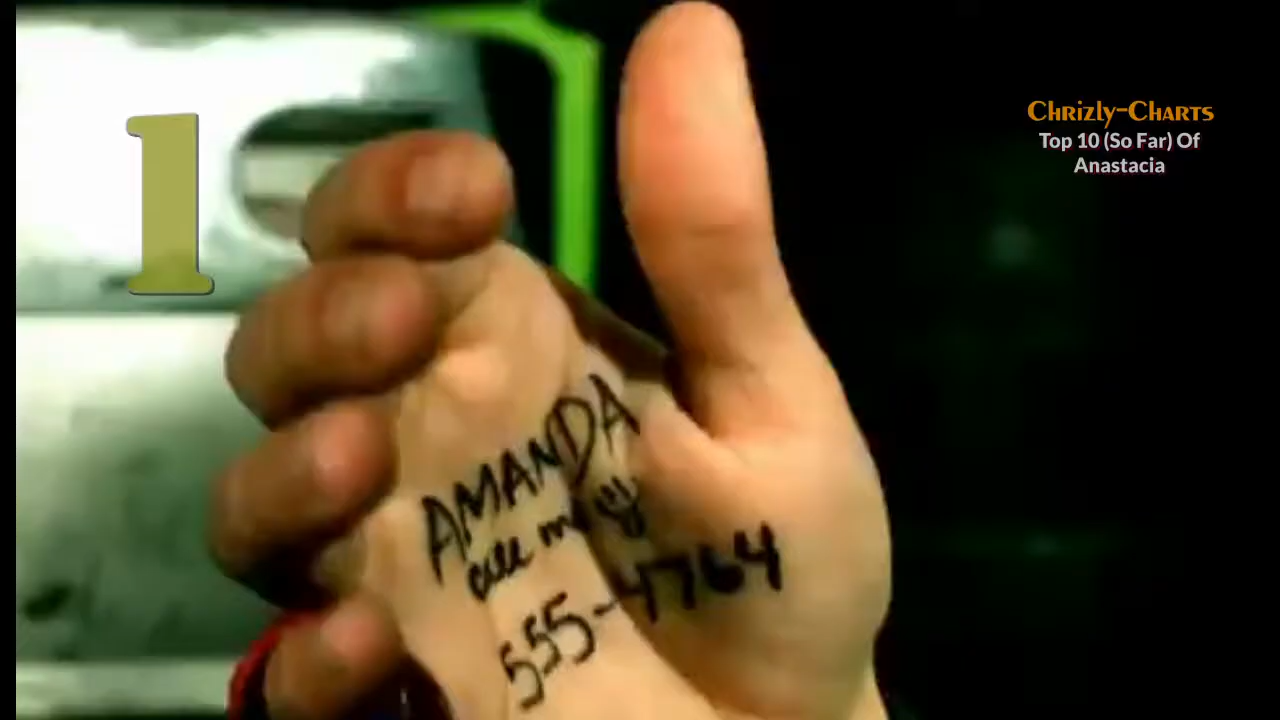 1
Chrizly-Charts
Top 10 (So Far) Of
Anastacia
AMANDA
call me
555-4764